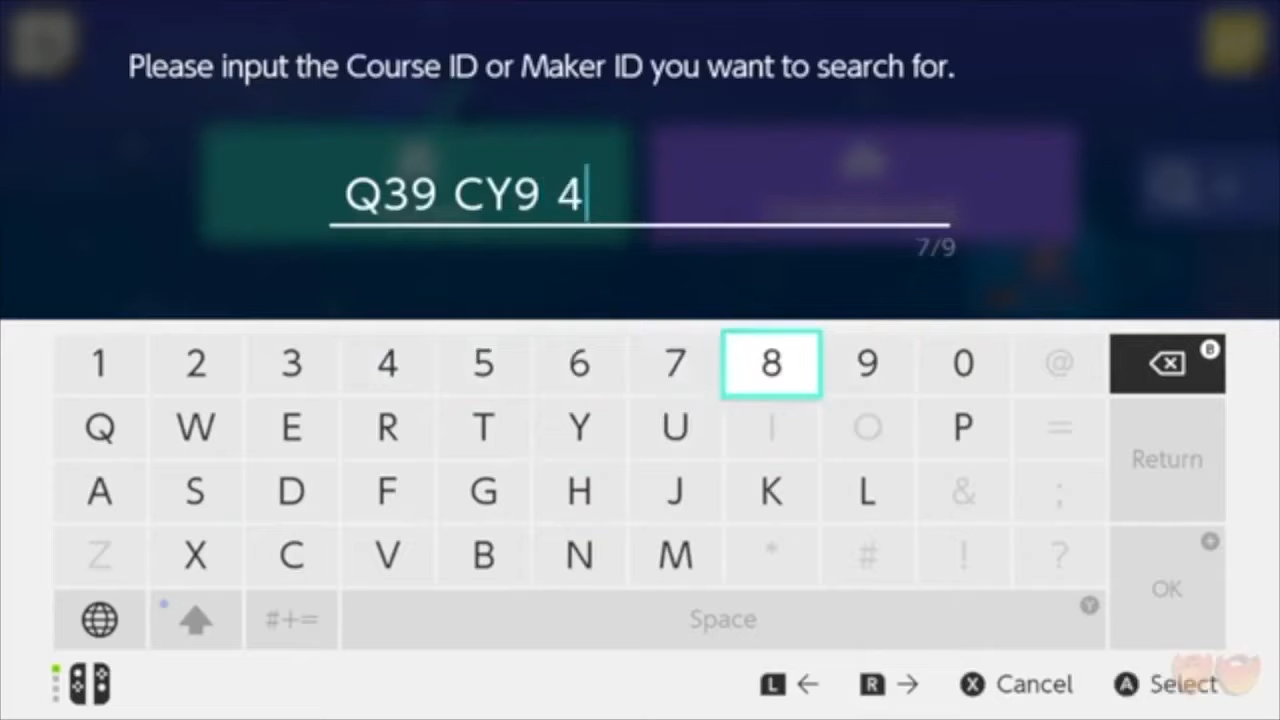 Please input the Course ID or Maker ID you want to search for.
Q39 CY9 4
7/9
1 2 3 4 5 6 7 8 9 0 @ B
Q W E R T Y U I O P =
Return
A S D F G H J K L & ;
Z X C V B N M * # ! ?
OK
#+= Space Y
L ← R → X Cancel A Select